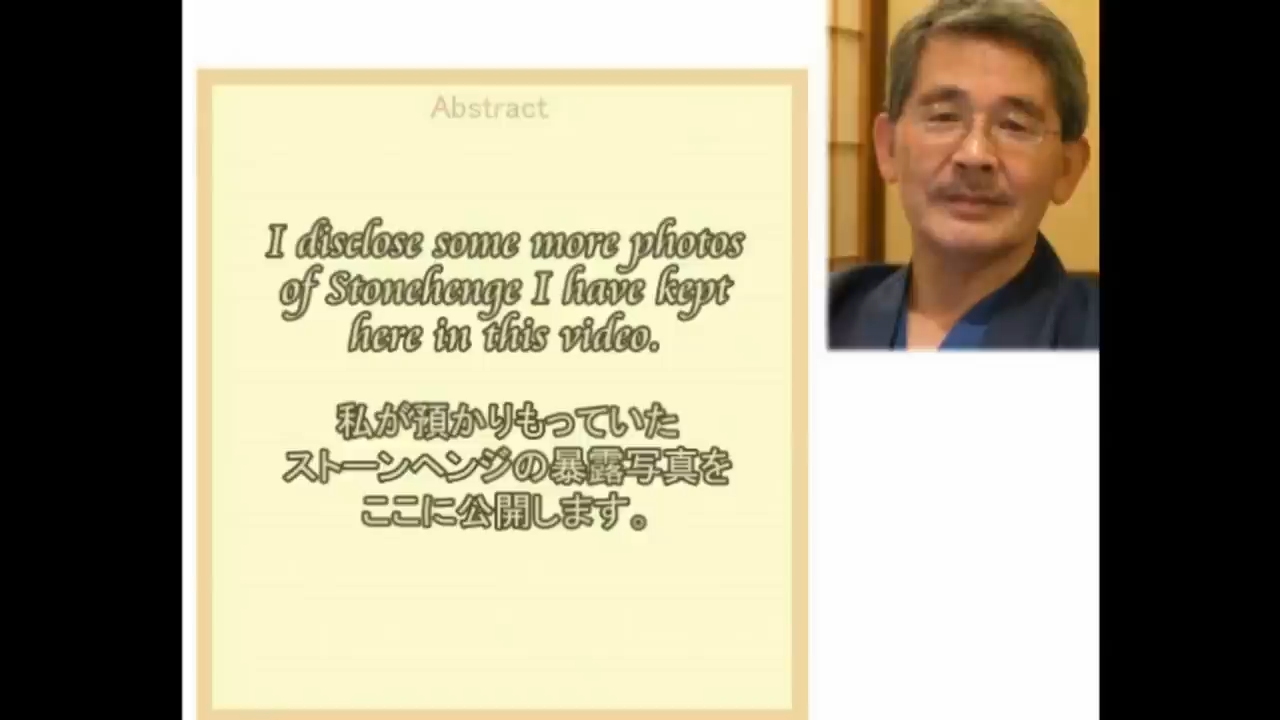 Abstract
I disclose some more photos
of Stonehenge I have kept
here in this video.
私が預かりもっていた
ストーンヘンジの暴露写真を
ここに公開します。